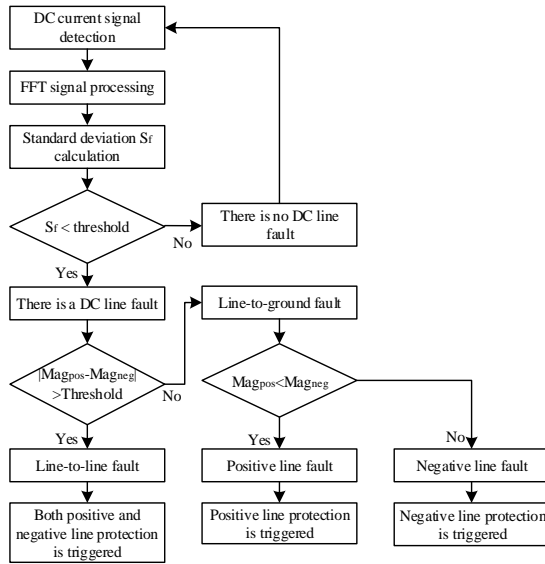 DC current signal
detection
FFT signal processing
Standard deviation Sf
calculation
Sf < threshold
No
There is no DC line
fault
Yes
There is a DC line fault
Line-to-ground fault
|Magpos-Magneg|
>Threshold
No
Magpos<Magneg
Yes
Yes
No
Line-to-line fault
Positive line fault
Negative line fault
Both positive and
negative line protection
is triggered
Positive line protection
is triggered
Negative line protection
is triggered